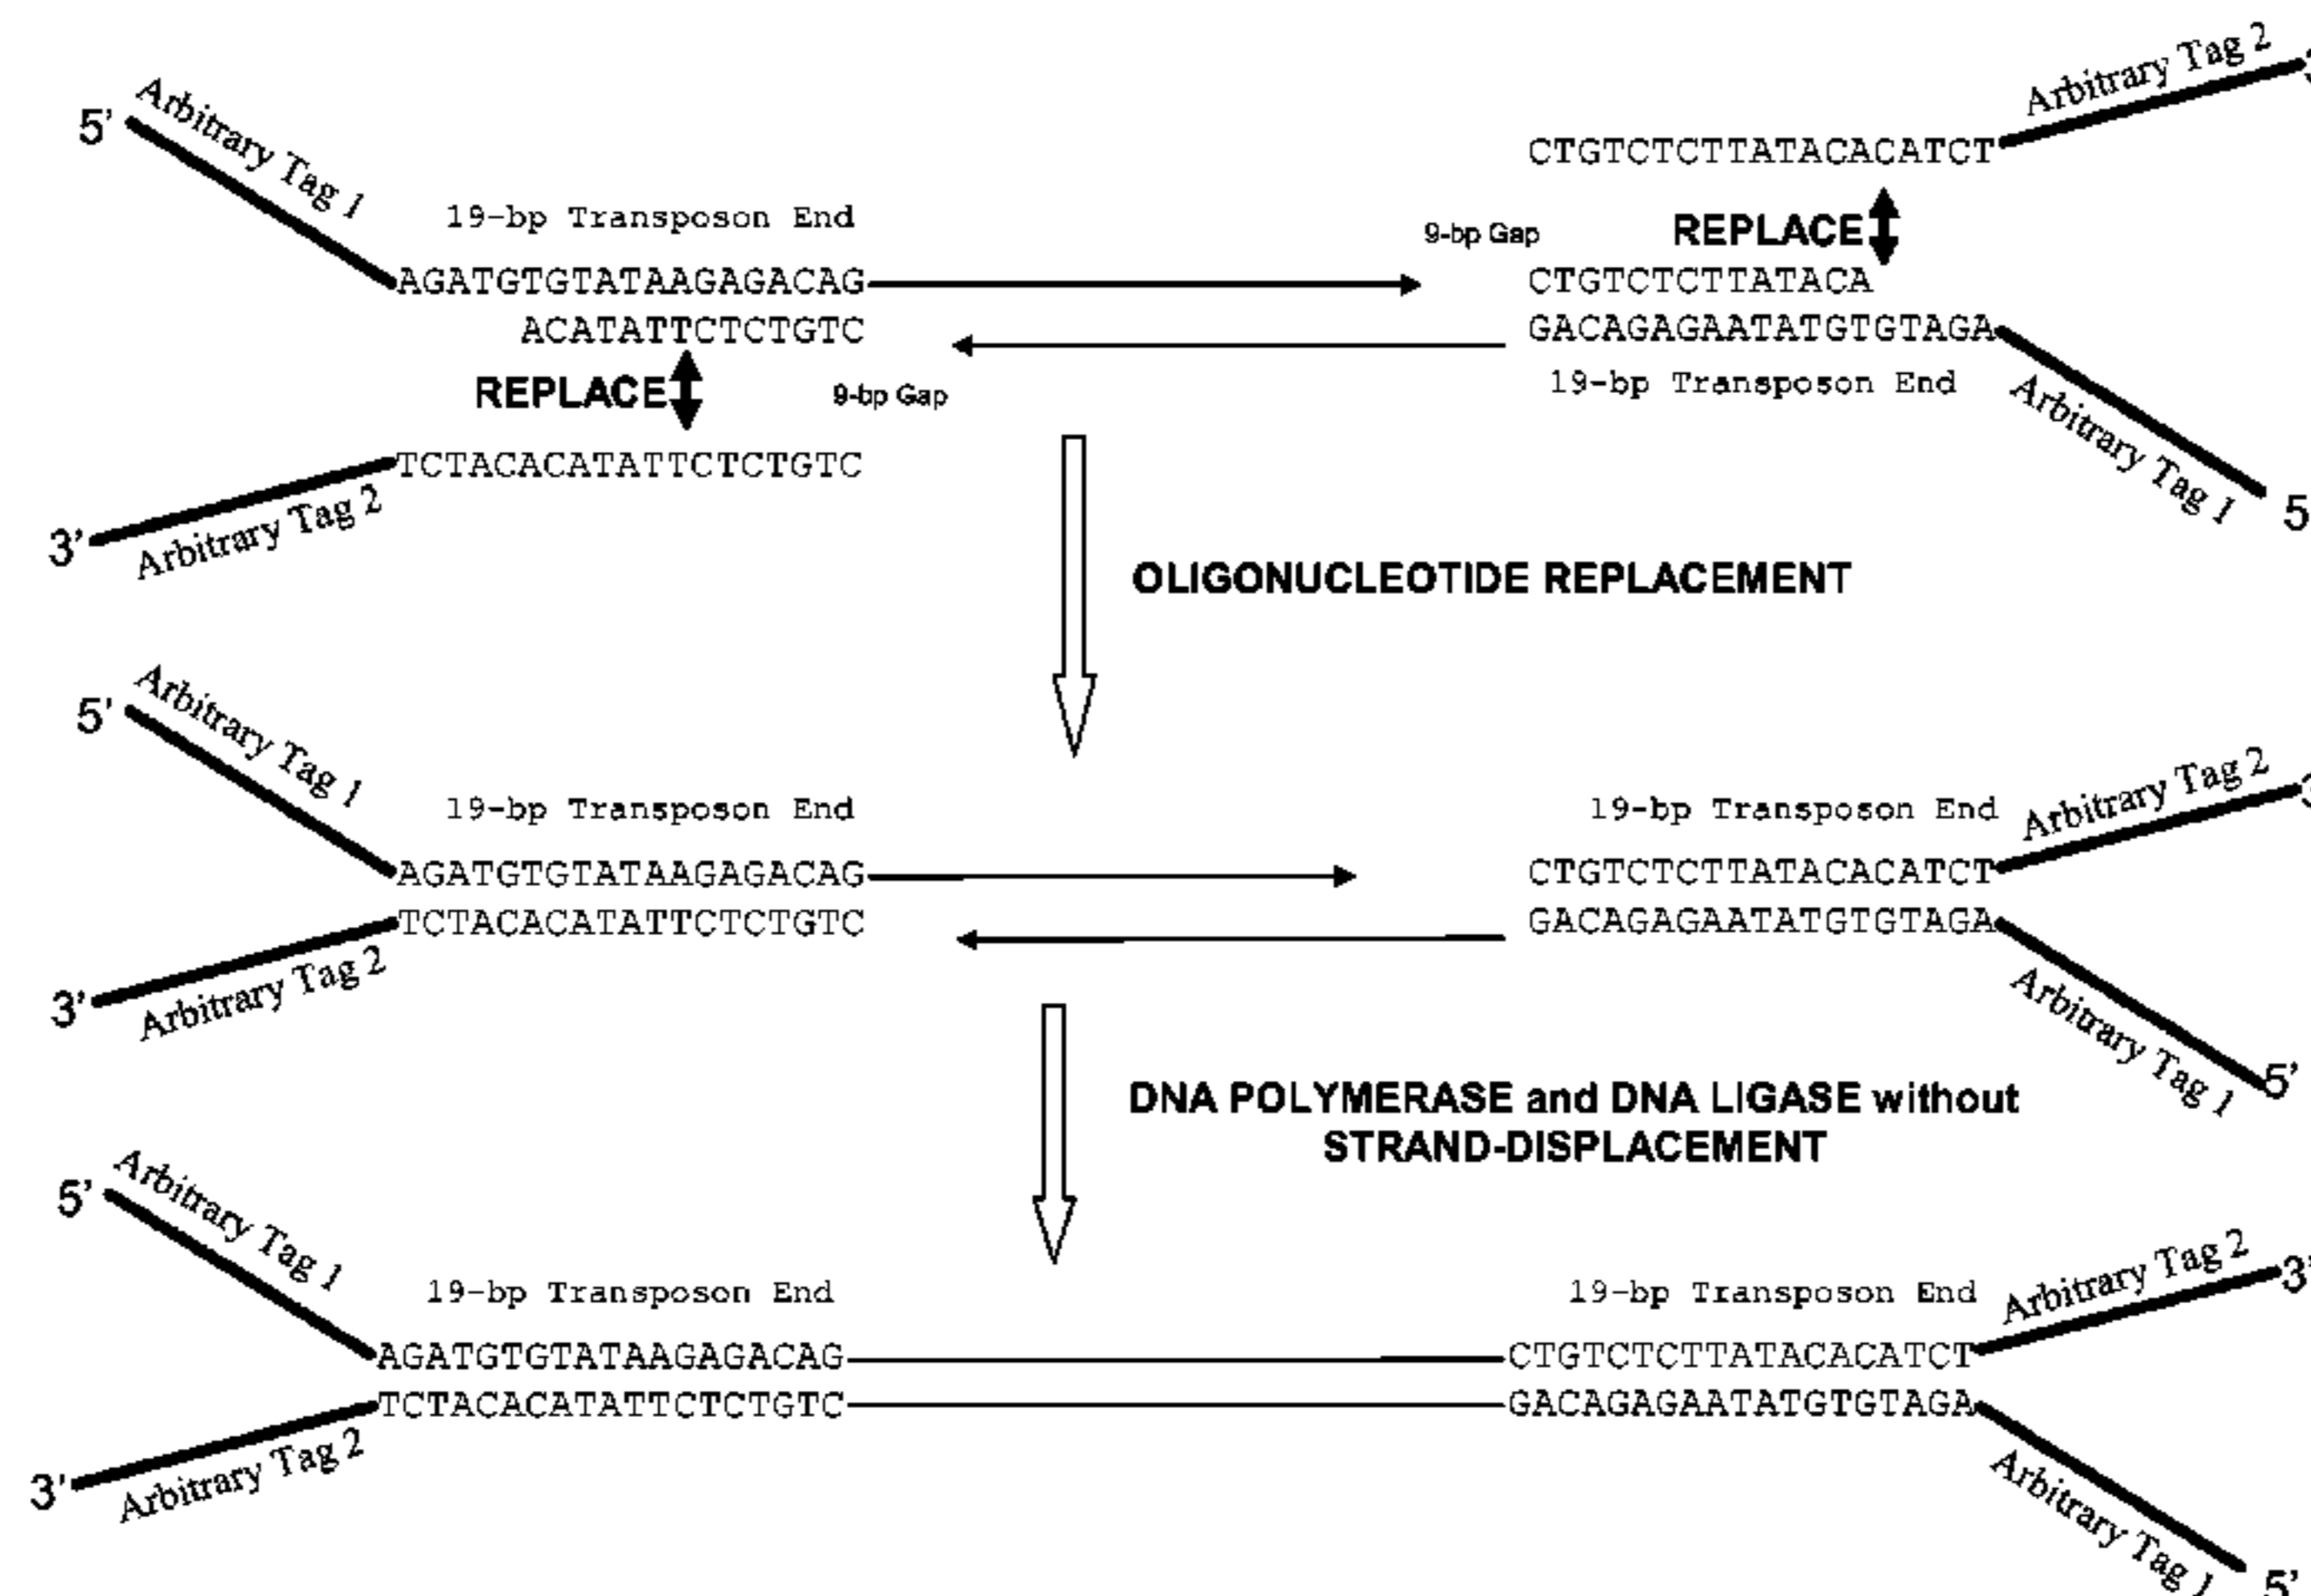 Arbitrary Tag 2
3'
5'
Arbitrary Tag 1
CTGTCTCTTATACACATCT
19-bp Transposon End
9-bp Gap
REPLACE
AGATGTGTATAAGAGACAG
CTGTCTCTTATACA
ACATATTCTCTGTC
GACAGAGAATATGTGTAGA
REPLACE
9-bp Gap
19-bp Transposon End
Arbitrary Tag 1
5
TCTACACATATTCTCTGTC
3'
Arbitrary Tag 2
OLIGONUCLEOTIDE REPLACEMENT
5'
Arbitrary Tag 1
19-bp Transposon End
19-bp Transposon End
Arbitrary Tag 2
AGATGTGTATAAGAGACAG
CTGTCTCTTATACACATCT
TCTACACATATTCTCTGTC
GACAGAGAATATGTGTAGA
3'
Arbitrary Tag 2
Arbitrary Tag 1
5'
DNA POLYMERASE and DNA LIGASE without
STRAND-DISPLACEMENT
5'
Arbitrary Tag 1
19-bp Transposon End
19-bp Transposon End
Arbitrary Tag 2
3'
AGATGTGTATAAGAGACAG
CTGTCTCTTATACACATCT
TCTACACATATTCTCTGTC
GACAGAGAATATGTGTAGA
3'
Arbitrary Tag 2
Arbitrary Tag 1
5'